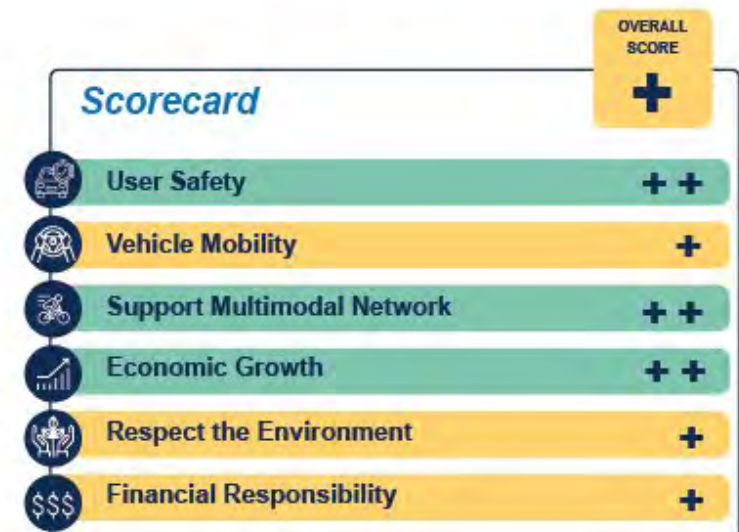 OVERALL
SCORE
+
Scorecard
User Safety ++
Vehicle Mobility +
Support Multimodal Network ++
Economic Growth ++
Respect the Environment +
$$$ Financial Responsibility +